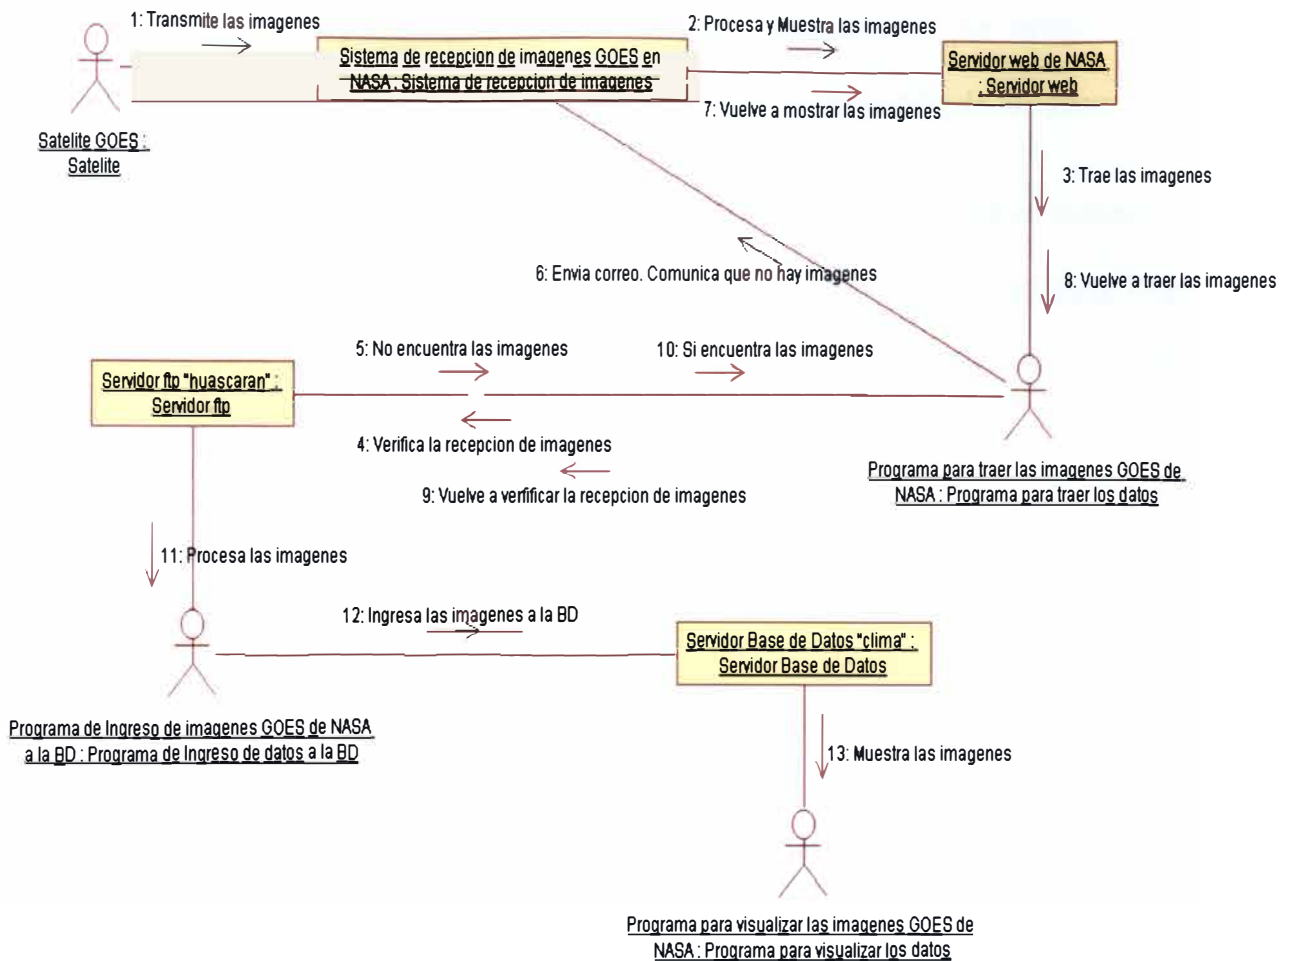 1: Transmite las imagenes
2: Procesa y Muestra las imagenes
Sistema de recepcion de imagenes GOES en
NASA : Sistema de recepcion de imagenes
Servidor web de NASA
: Servidor web
7: Vuelve a mostrar las imagenes
Satelite GOES :
Satelite
3: Trae las imagenes
6: Envia correo. Comunica que no hay imagenes
8: Vuelve a traer las imagenes
5: No encuentra las imagenes
10: Si encuentra las imagenes
Servidor ftp "huascaran" :
Servidor ftp
4: Verifica la recepcion de imagenes
9: Vuelve a verfificar la recepcion de imagenes
Programa para traer las imagenes GOES de
NASA : Programa para traer los datos
11: Procesa las imagenes
12: Ingresa las imagenes a la BD
Servidor Base de Datos "clima" :
Servidor Base de Datos
Programa de Ingreso de imagenes GOES de NASA
a la BD : Programa de Ingreso de datos a la BD
13: Muestra las imagenes
Programa para visualizar las imagenes GOES de
NASA : Programa para visualizar los datos